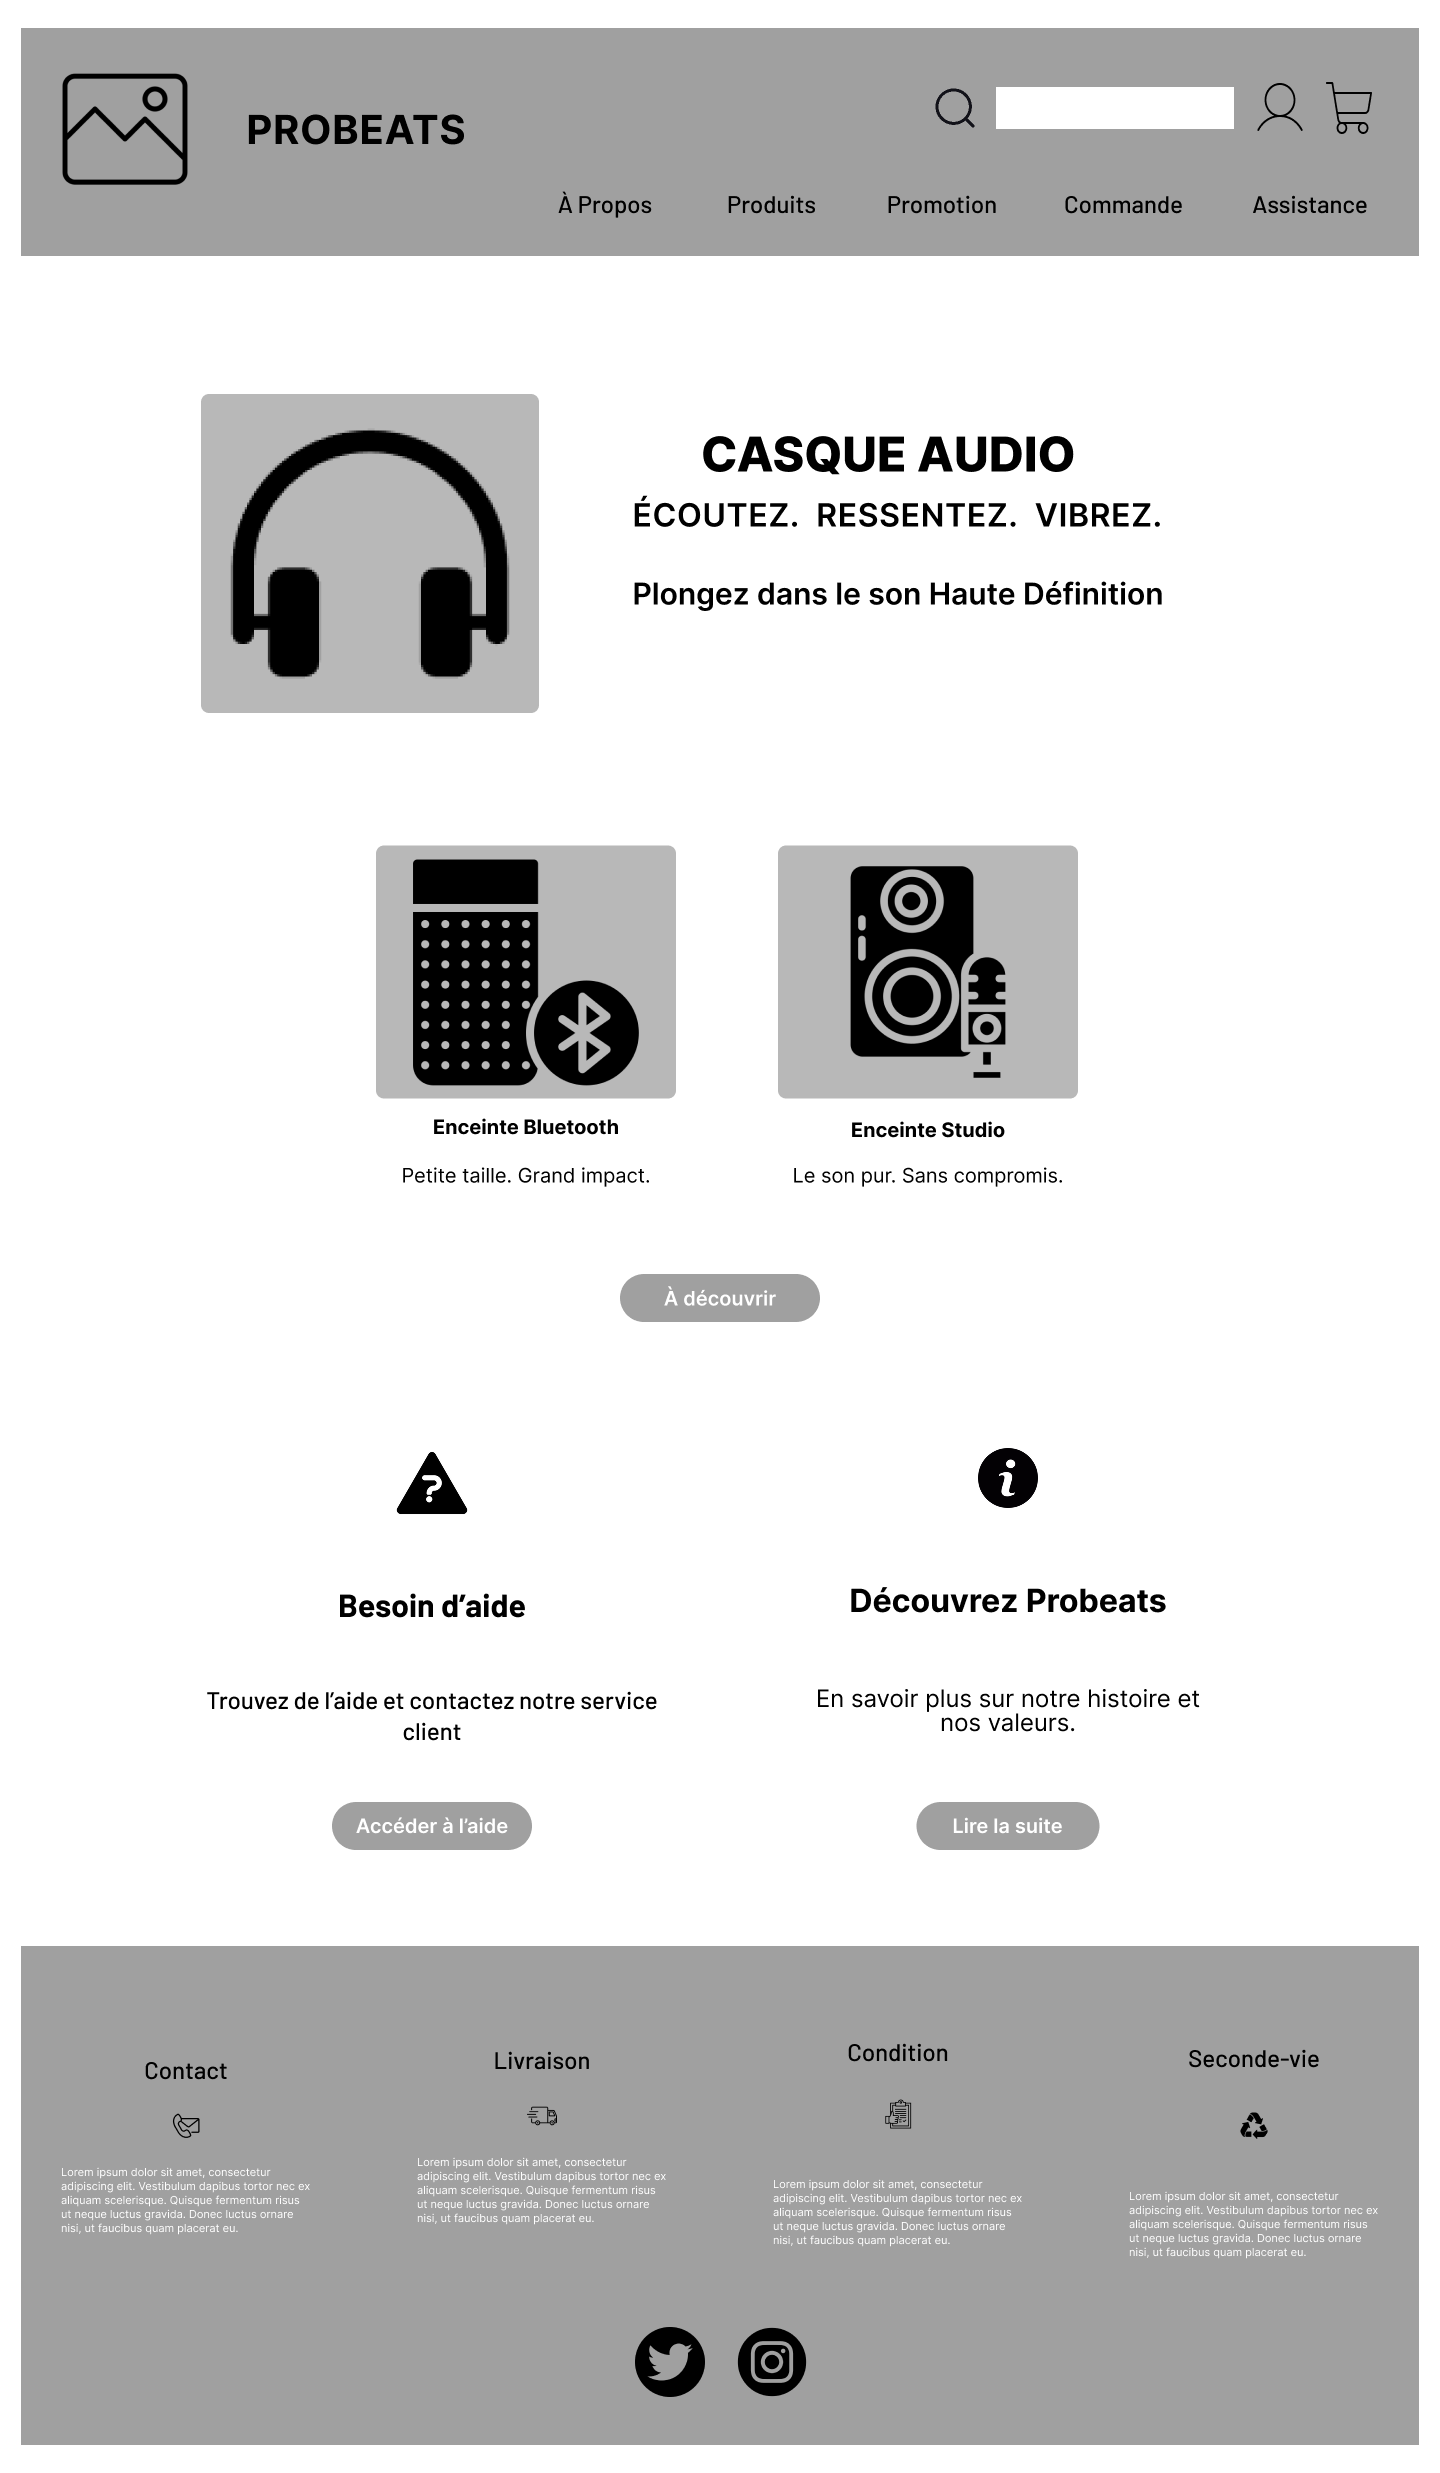 PROBEATS
À Propos
Produits
Promotion
Commande
Assistance
CASQUE AUDIO
ÉCOUTEZ. RESSENTEZ. VIBREZ.
Plongez dans le son Haute Définition
Enceinte Bluetooth
Petite taille. Grand impact.
Enceinte Studio
Le son pur. Sans compromis.
À découvrir
?
Besoin d’aide
Trouvez de l’aide et contactez notre service
client
Accéder à l’aide
i
Découvrez Probeats
En savoir plus sur notre histoire et
nos valeurs.
Lire la suite
Contact
Lorem ipsum dolor sit amet, consectetur
adipiscing elit. Vestibulum dapibus tortor nec ex
aliquam scelerisque. Quisque fermentum risus
ut neque luctus gravida. Donec luctus ornare
nisi, ut faucibus quam placerat eu.
Livraison
Lorem ipsum dolor sit amet, consectetur
adipiscing elit. Vestibulum dapibus tortor nec ex
aliquam scelerisque. Quisque fermentum risus
ut neque luctus gravida. Donec luctus ornare
nisi, ut faucibus quam placerat eu.
Condition
Lorem ipsum dolor sit amet, consectetur
adipiscing elit. Vestibulum dapibus tortor nec ex
aliquam scelerisque. Quisque fermentum risus
ut neque luctus gravida. Donec luctus ornare
nisi, ut faucibus quam placerat eu.
Seconde-vie
Lorem ipsum dolor sit amet, consectetur
adipiscing elit. Vestibulum dapibus tortor nec ex
aliquam scelerisque. Quisque fermentum risus
ut neque luctus gravida. Donec luctus ornare
nisi, ut faucibus quam placerat eu.